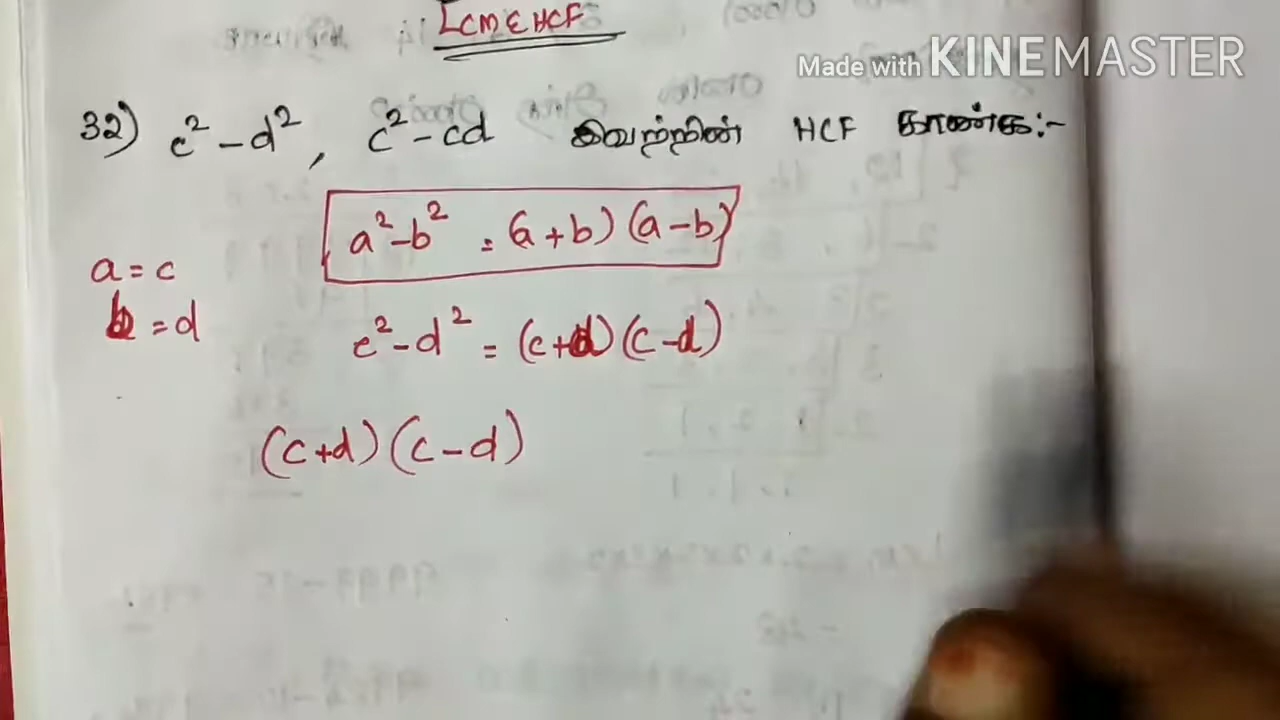 LCM & HCF
Made with KINEMASTER
32) c² - d², c² - cd இவற்றின் HCF காண்க:-
a² - b² = (a + b) (a - b)
a = c
b = d
c² - d² = (c + d) (c - d)
(c + d) (c - d)